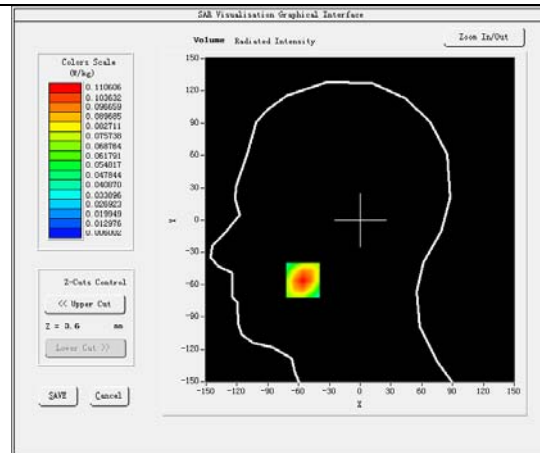 SAR Visualisation Graphical Interface
Volume Radiated Intensity
Zoom In/Out
Colors Scale
(W/kg)
0.110606
0.103632
0.096659
0.089685
0.082711
0.075738
0.068784
0.061791
0.054817
0.047844
0.040870
0.033896
0.026923
0.019949
0.012976
0.006002
Z-Cuts Control
<< Upper Cut
Z = 3.6 mm
Lower Cut >>
SAVE Cancel
150
120
90
60
30
0
-30
-60
-90
-120
-150
Y
-150 -120 -90 -60 -30 0 30 60 90 120 150
X